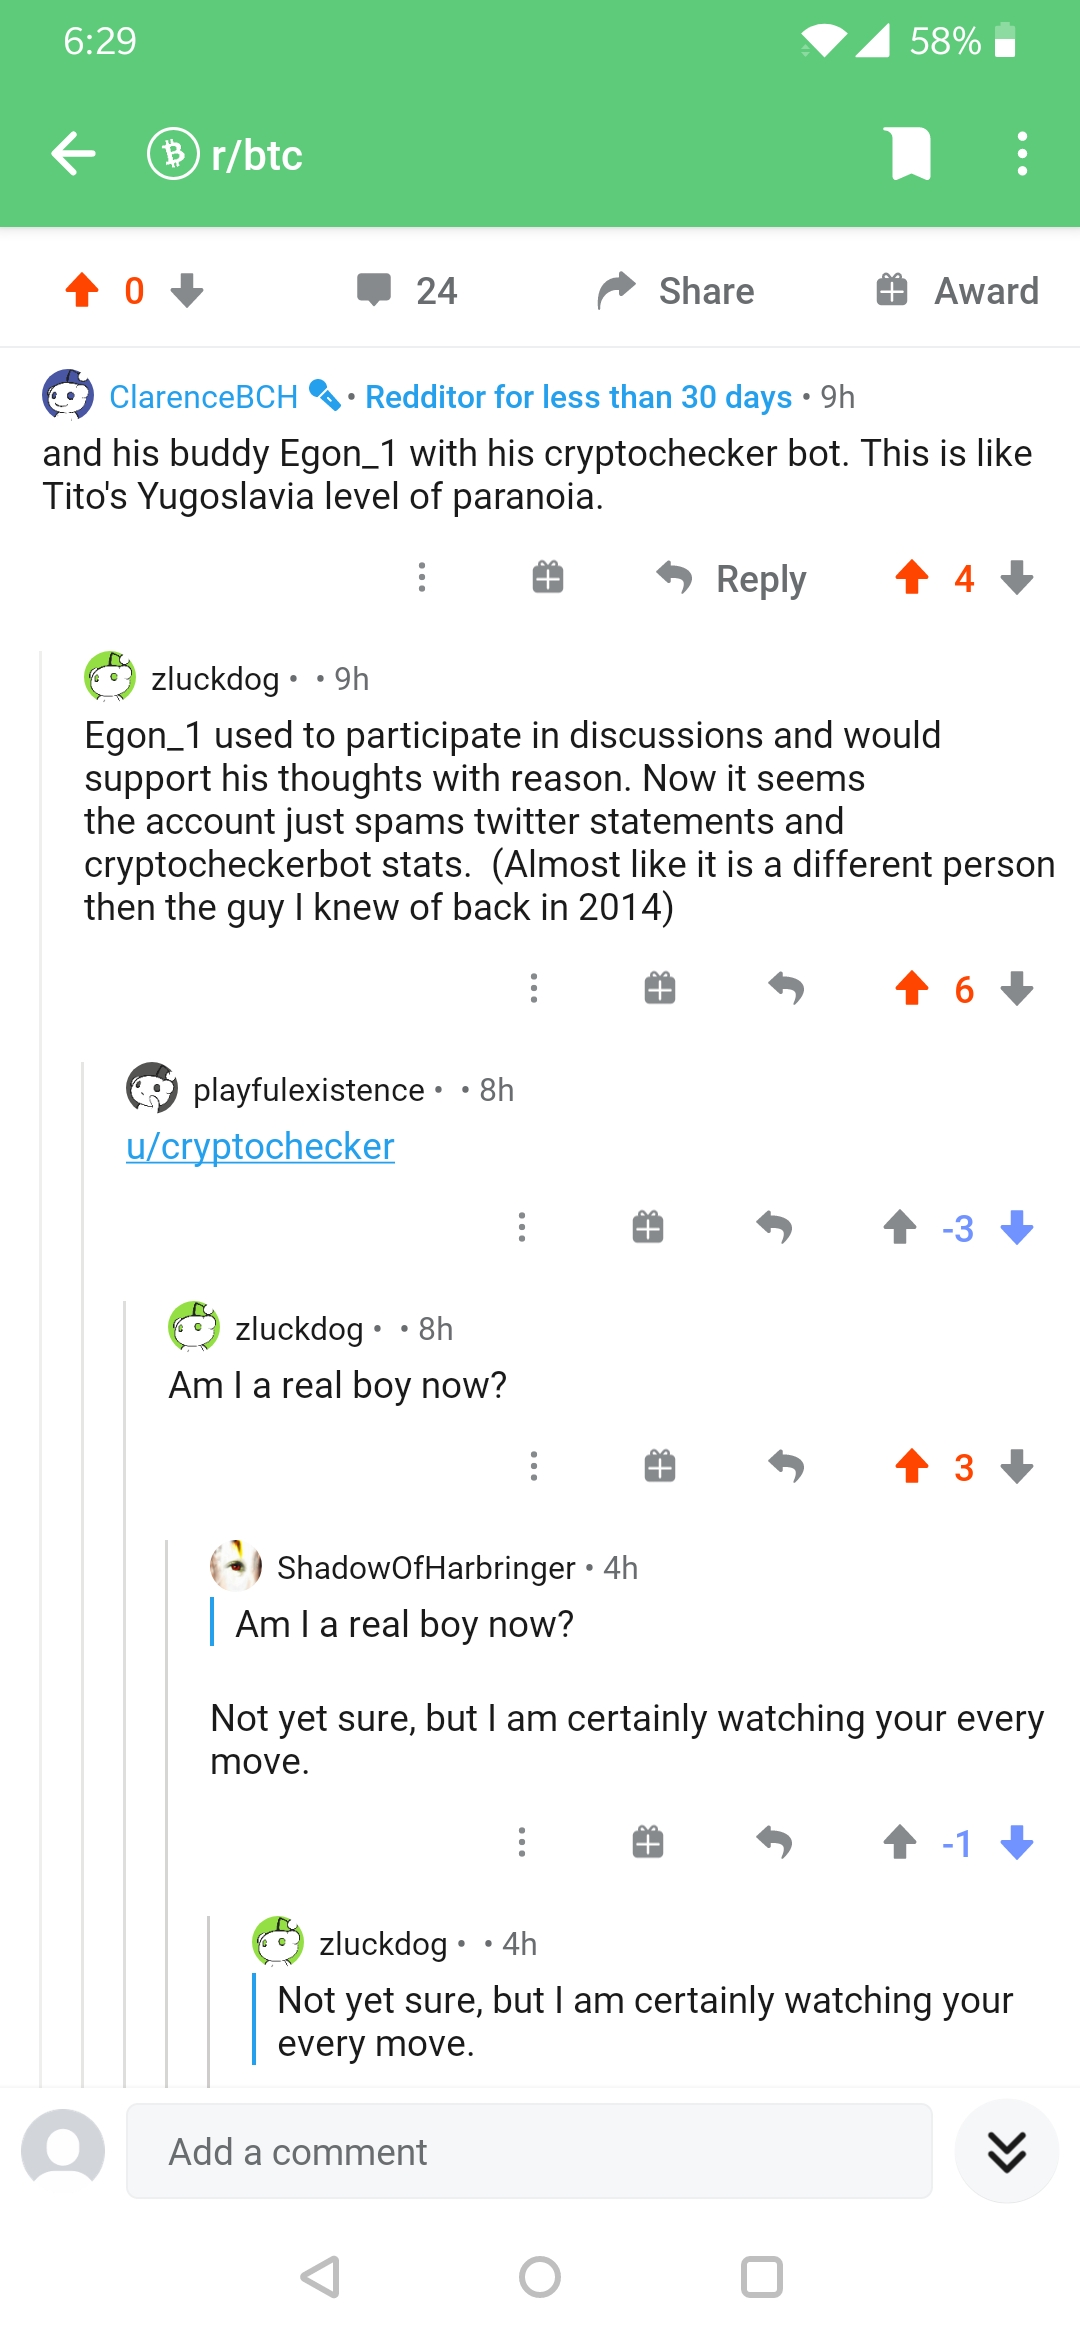 6:29
58%
r/btc
0
24
Share
Award
ClarenceBCH • Redditor for less than 30 days • 9h
and his buddy Egon_1 with his cryptochecker bot. This is like
Tito's Yugoslavia level of paranoia.
Reply
4
zluckdog • • 9h
Egon_1 used to participate in discussions and would
support his thoughts with reason. Now it seems
the account just spams twitter statements and
cryptocheckerbot stats.  (Almost like it is a different person
then the guy I knew of back in 2014)
6
playfulexistence • • 8h
u/cryptochecker
-3
zluckdog • • 8h
Am I a real boy now?
3
ShadowOfHarbringer • 4h
Am I a real boy now?
Not yet sure, but I am certainly watching your every
move.
-1
zluckdog • • 4h
Not yet sure, but I am certainly watching your
every move.
Add a comment